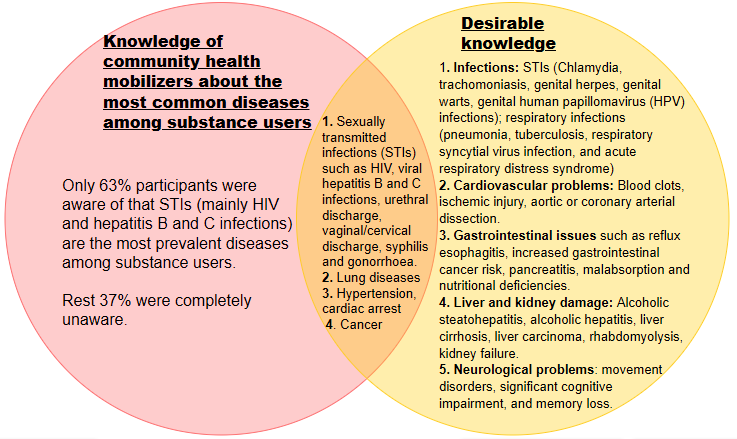 Knowledge of
community health
mobilizers about the
most common diseases
among substance users
Only 63% participants were
aware of that STIs (mainly HIV
and hepatitis B and C infections)
are the most prevalent diseases
among substance users.
Rest 37% were completely
unaware.
1. Sexually
transmitted
infections (STIs)
such as HIV, viral
hepatitis B and C
infections, urethral
discharge,
vaginal/cervical
discharge, syphilis
and gonorrhoea.
2. Lung diseases
3. Hypertension,
cardiac arrest
4. Cancer
Desirable
knowledge
1. Infections: STIs (Chlamydia,
trachomoniasis, genital herpes, genital
warts, genital human papillomavirus (HPV)
infections); respiratory infections
(pneumonia, tuberculosis, respiratory
syncytial virus infection, and acute
respiratory distress syndrome)
2. Cardiovascular problems: Blood clots,
ischemic injury, aortic or coronary arterial
dissection.
3. Gastrointestinal issues such as reflux
esophagitis, increased gastrointestinal
cancer risk, pancreatitis, malabsorption and
nutritional deficiencies.
4. Liver and kidney damage: Alcoholic
steatohepatitis, alcoholic hepatitis, liver
cirrhosis, liver carcinoma, rhabdomyolysis,
kidney failure.
5. Neurological problems: movement
disorders, significant cognitive
impairment, and memory loss.